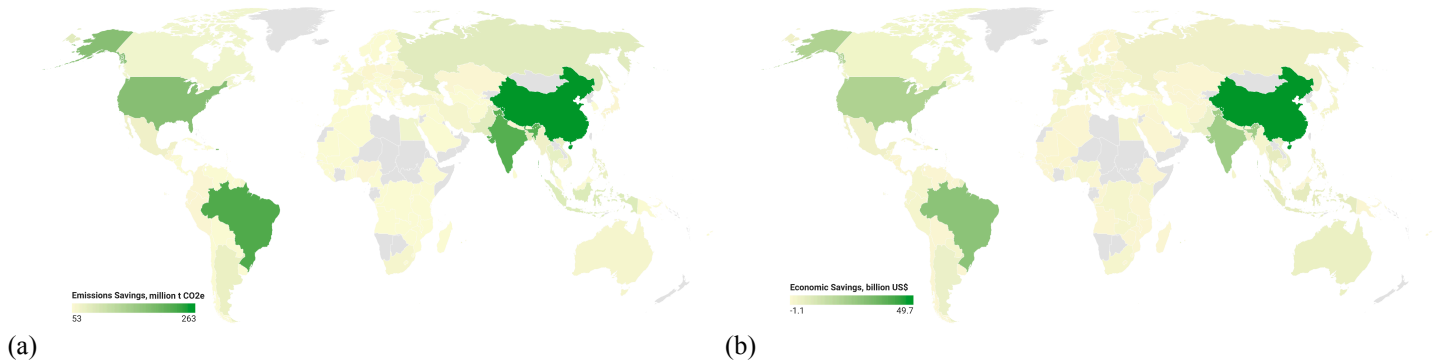 Emissions Savings, million t CO2e
53 263
(a)
Economic Savings, billion US$
-1.1 49.7
(b)